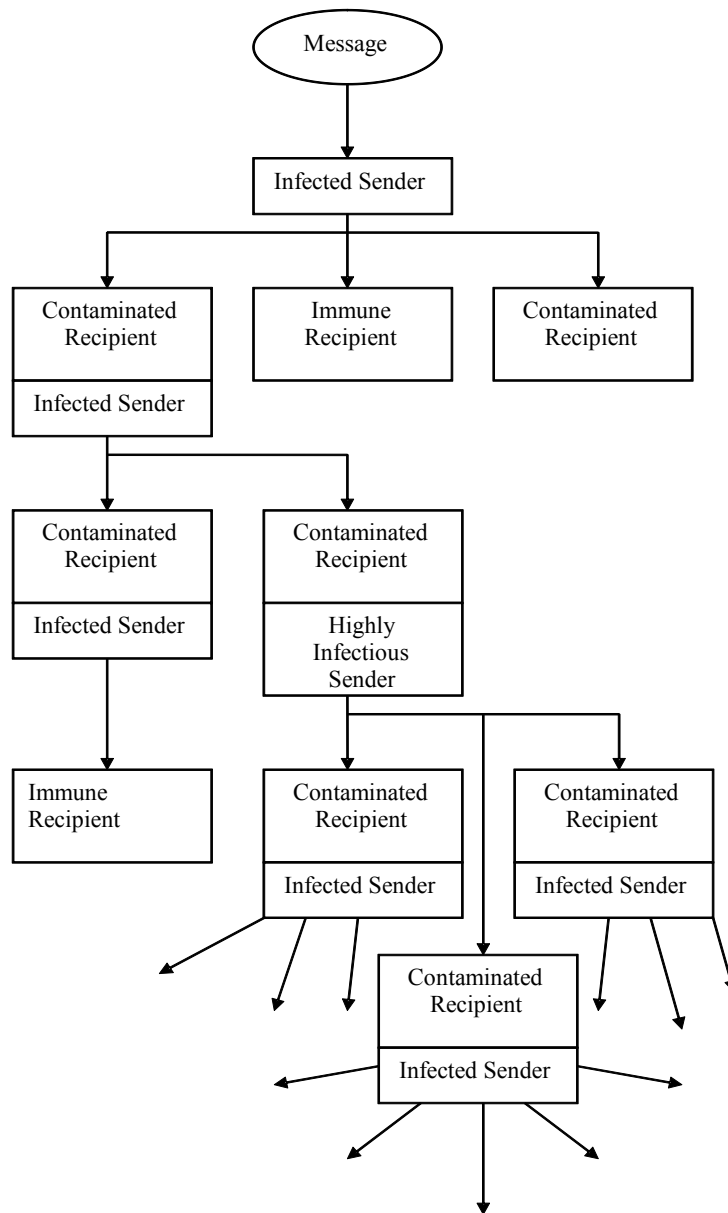 Message
Infected Sender
Contaminated
Recipient
Immune
Recipient
Contaminated
Recipient
Infected Sender
Contaminated
Recipient
Contaminated
Recipient
Infected Sender
Highly
Infectious
Sender
Immune
Recipient
Contaminated
Recipient
Contaminated
Recipient
Infected Sender
Infected Sender
Contaminated
Recipient
Infected Sender